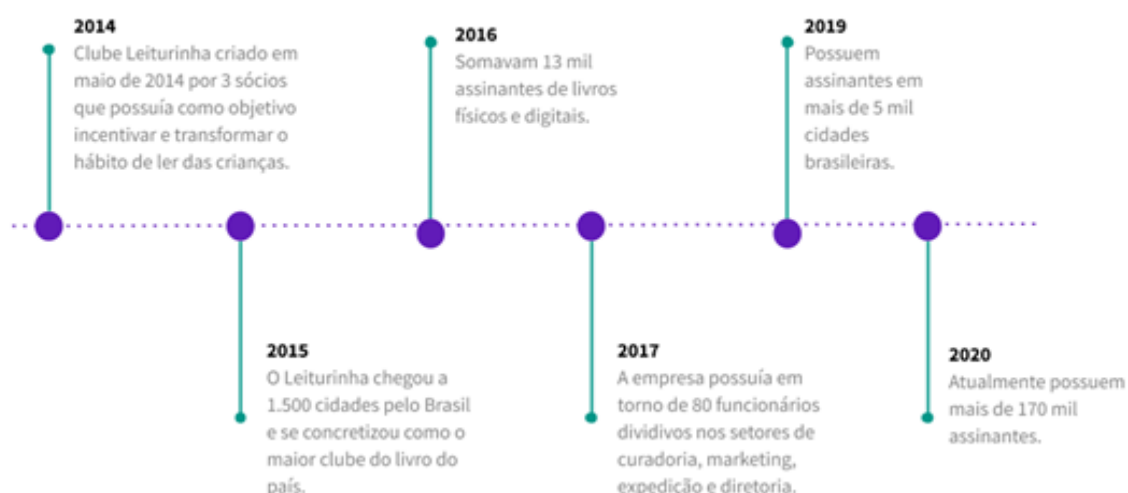 2014
Clube Leiturinha criado em
maio de 2014 por 3 sócios
que possuía como objetivo
incentivar e transformar o
hábito de ler das crianças.
2015
O Leiturinha chegou a
1.500 cidades pelo Brasil
e se concretizou como o
maior clube do livro do
país.
2016
Somavam 13 mil
assinantes de livros
físicos e digitais.
2017
A empresa possuía em
torno de 80 funcionários
dividivos nos setores de
curadoria, marketing,
expedição e diretoria.
2019
Possuem
assinantes em
mais de 5 mil
cidades
brasileiras.
2020
Atualmente possuem
mais de 170 mil
assinantes.